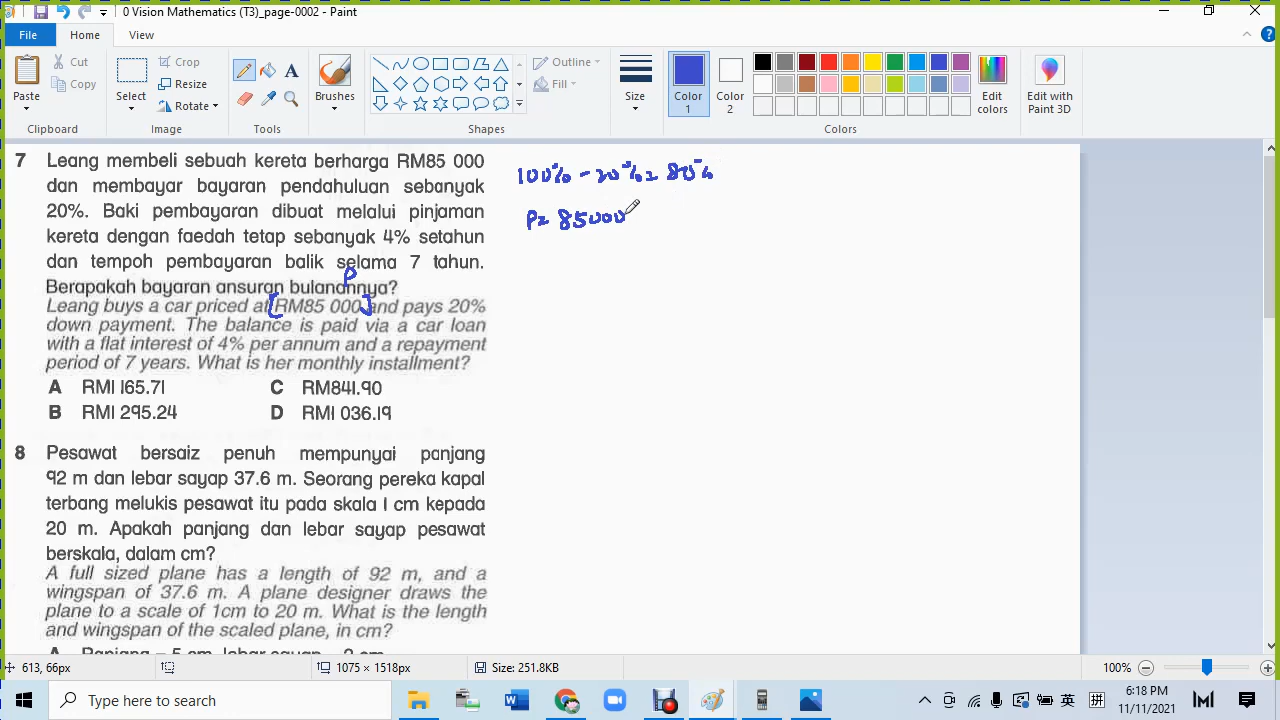 0 Vision Mathematics (T3)_page-0002 - Paint
File Home View
Paste Cut Copy Clipboard
Select Crop Resize Rotate Image
A Tools
Brushes
Outline Fill Shapes
Size
Color 1 Color 2 Edit colors Colors
Edit with Paint 3D
7 Leang membeli sebuah kereta berharga RM85 000
dan membayar bayaran pendahuluan sebanyak
20%. Baki pembayaran dibuat melalui pinjaman
kereta dengan faedah tetap sebanyak 4% setahun
dan tempoh pembayaran balik selama 7 tahun.
Berapakah bayaran ansuran bulanannya?
Leang buys a car priced at [RM85 000] and pays 20%
down payment. The balance is paid via a car loan
with a flat interest of 4% per annum and a repayment
period of 7 years. What is her monthly installment?
A RM1 165.71 C RM841.90
B RM1 295.24 D RM1 036.19
P
100% - 20% = 80%
P= 85000
8 Pesawat bersaiz penuh mempunyai panjang
92 m dan lebar sayap 37.6 m. Seorang pereka kapal
terbang melukis pesawat itu pada skala 1 cm kepada
20 m. Apakah panjang dan lebar sayap pesawat
berskala, dalam cm?
A full sized plane has a length of 92 m, and a
wingspan of 37.6 m. A plane designer draws the
plane to a scale of 1cm to 20 m. What is the length
and wingspan of the scaled plane, in cm?
A Panjang = 5 cm, lebar sayap = 2 cm
613, 66px 1075 × 1518px Size: 251.8KB 100%
Type here to search
英 拼 6:18 PM
11/11/2021